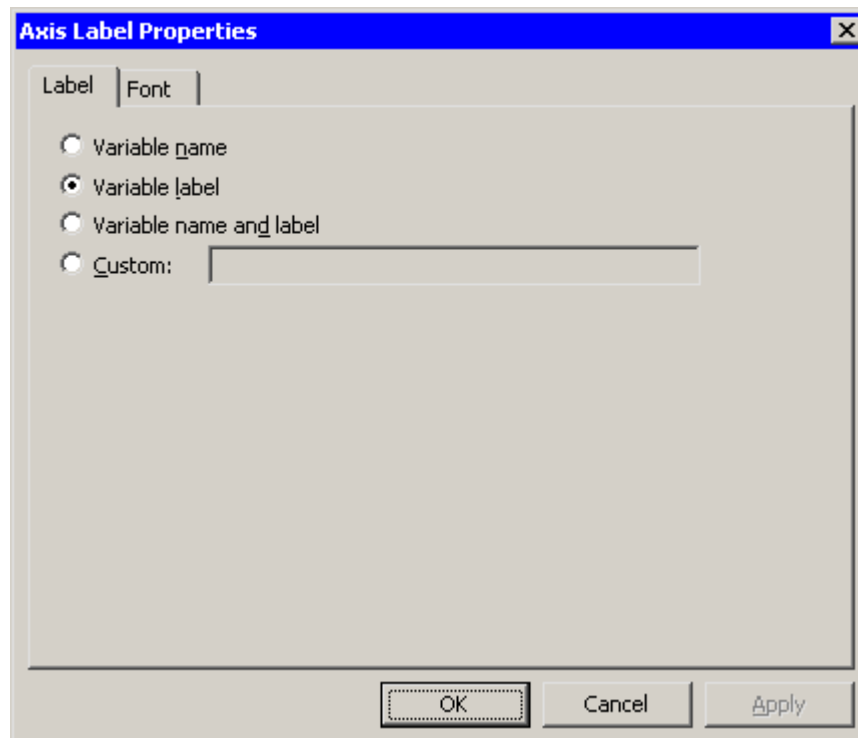 Axis Label Properties
Label Font
Variable name
Variable label
Variable name and label
Custom:
OK Cancel Apply